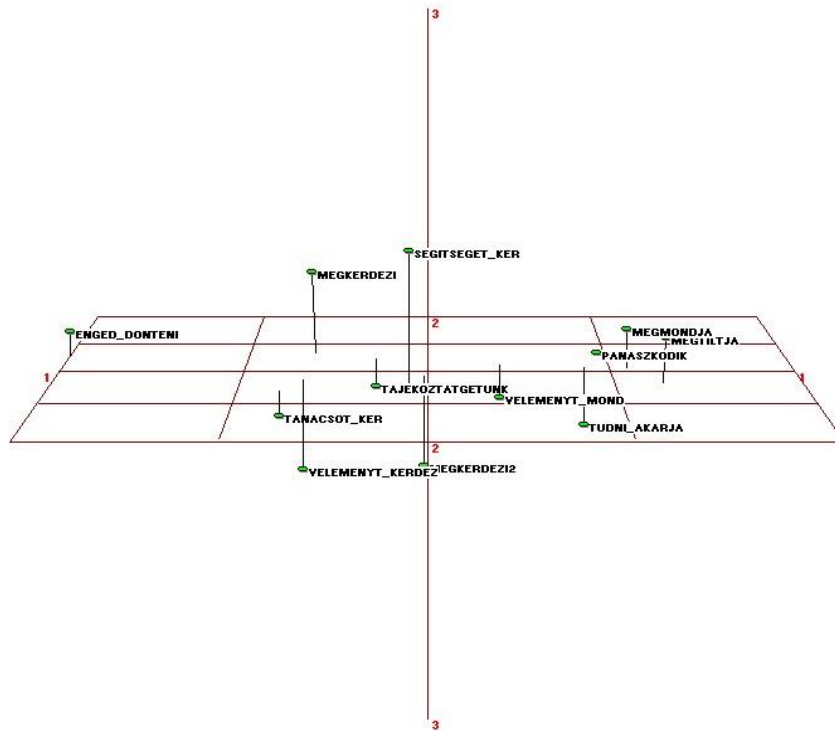 3
SEGITSEGET_KER
MEGKERDEZI
2
ENGED_DONTENI
MEGMONDJA
MEGTILTJA
PANASZKODIK
1
1
TAJEKOZTATGETUNK
VELEMENYT_MOND
TANACSOT_KER
TUDNI_AKARJA
2
VELEMENYT_KERDEZ
MEGKERDEZI2
3